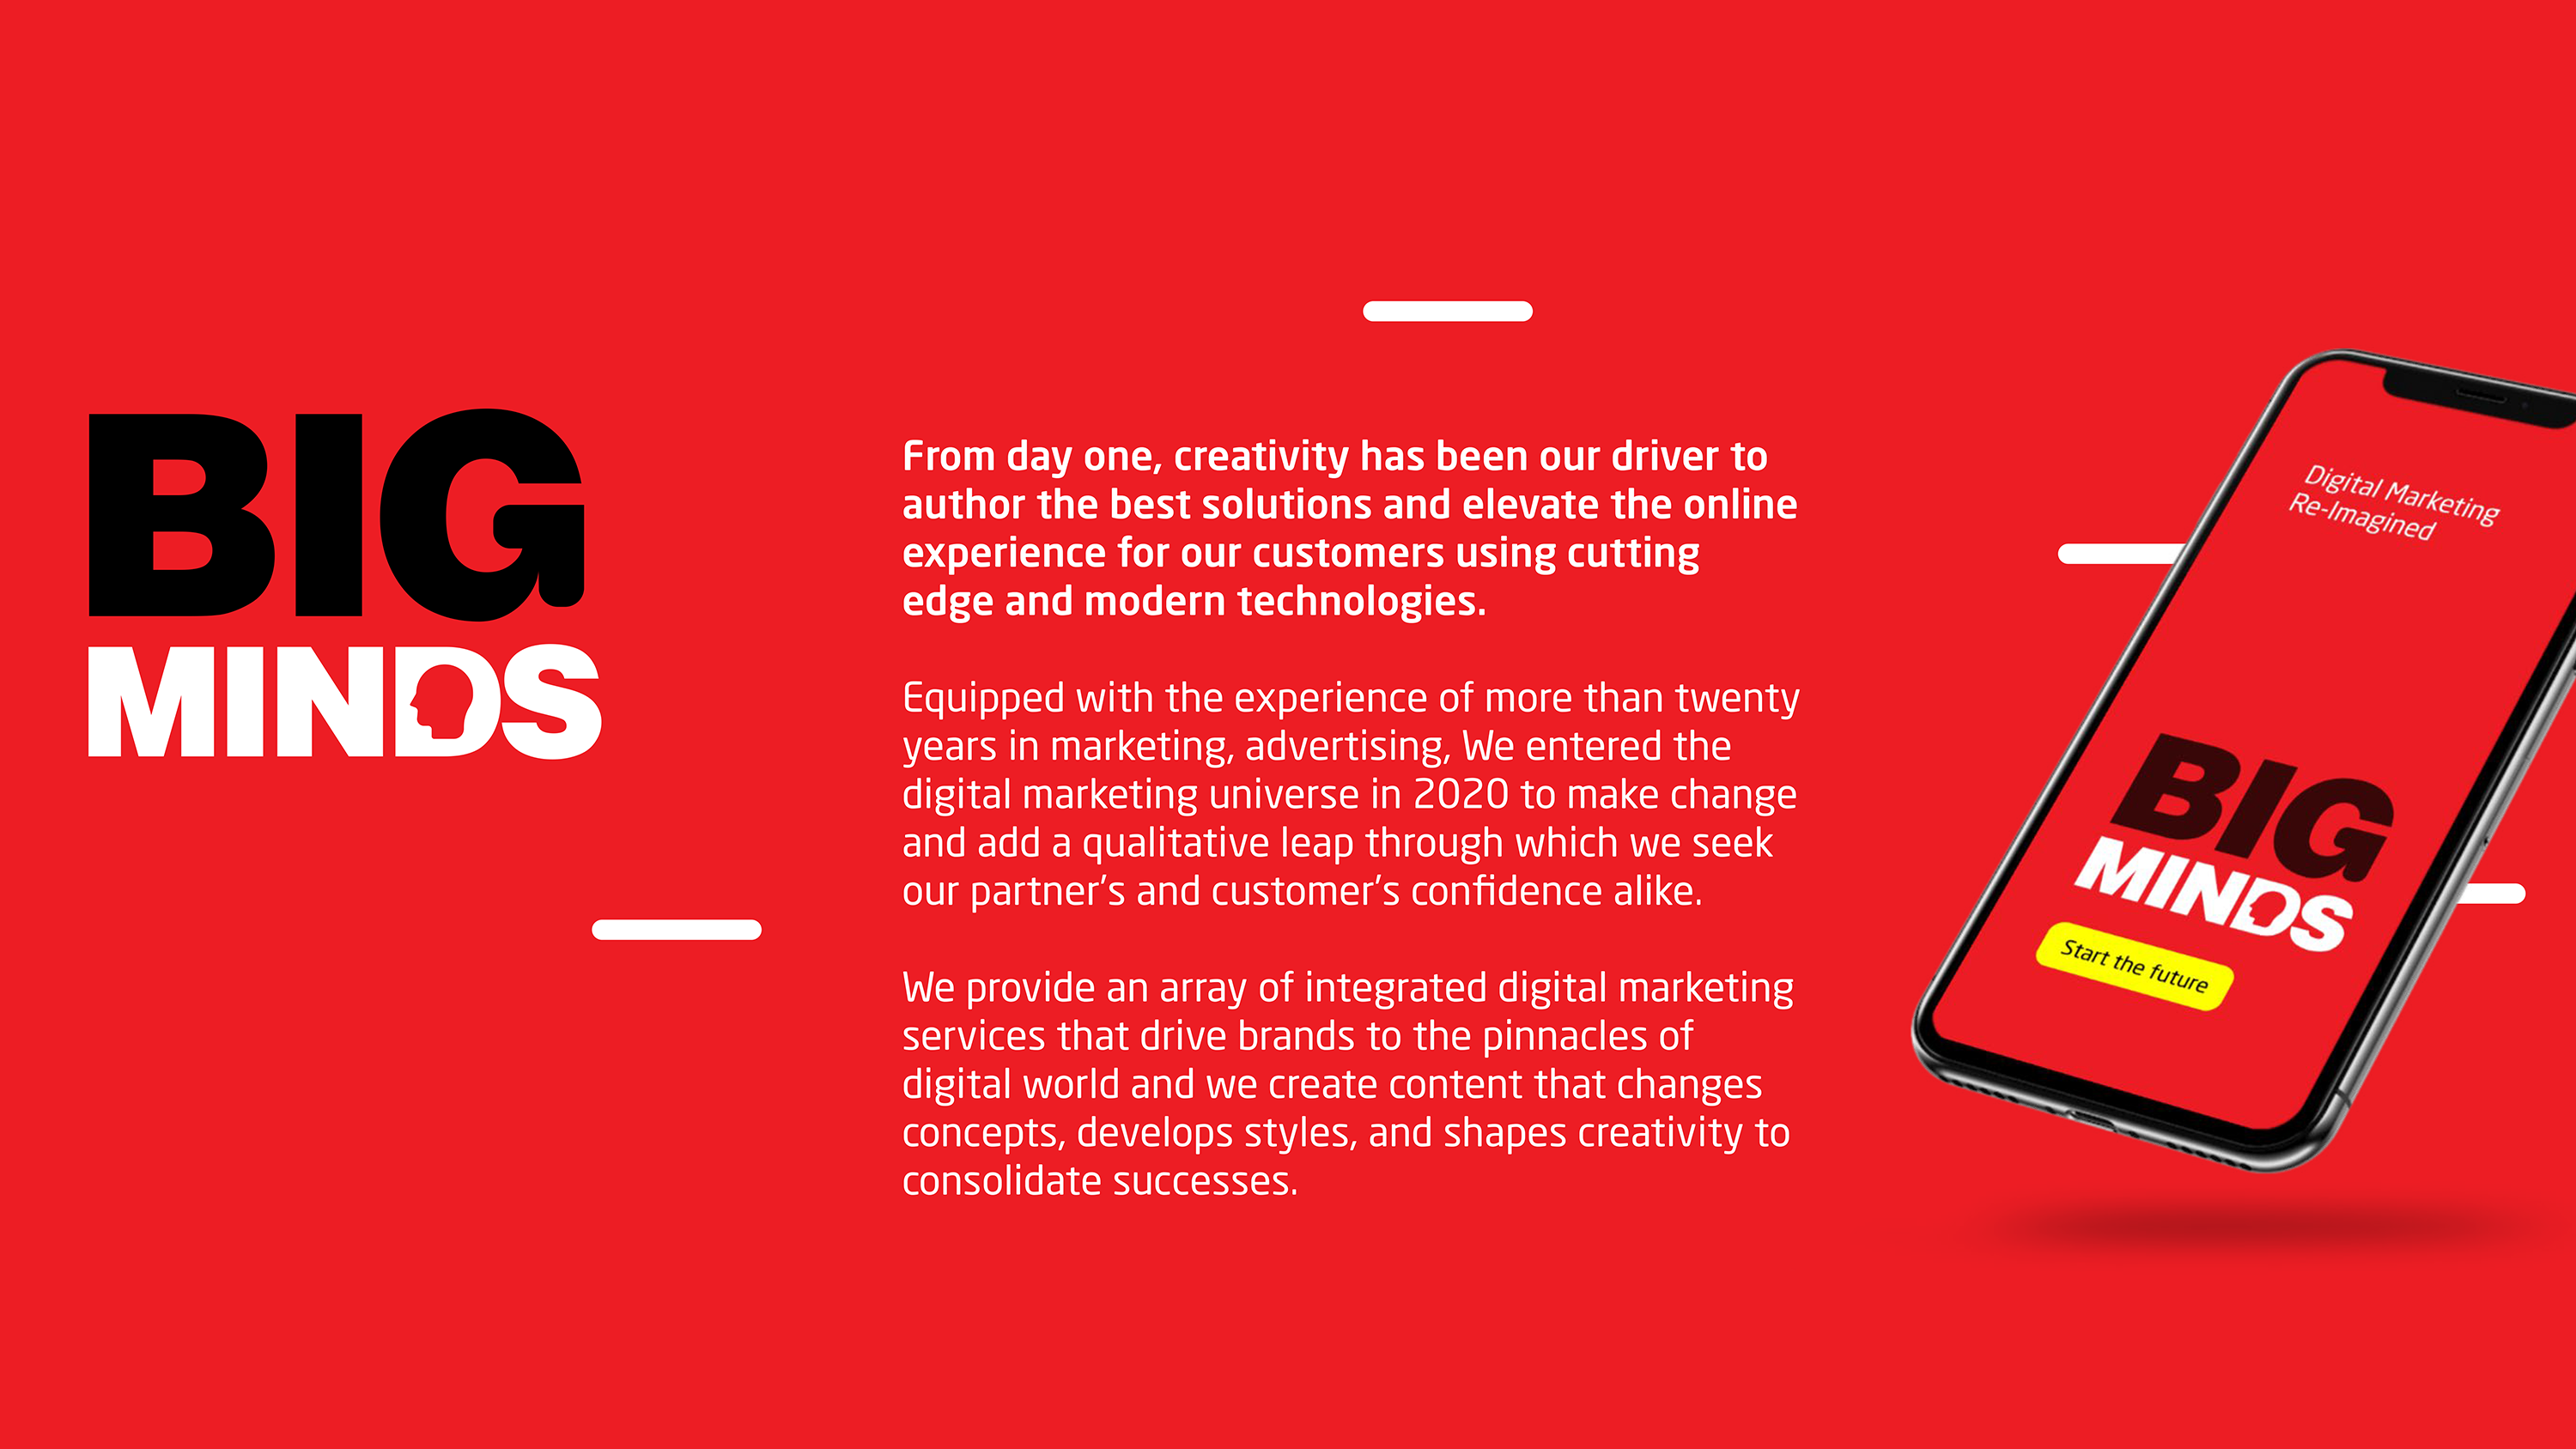 BIG
MINDS
From day one, creativity has been our driver to
author the best solutions and elevate the online
experience for our customers using cutting
edge and modern technologies.
Equipped with the experience of more than twenty
years in marketing, advertising, We entered the
digital marketing universe in 2020 to make change
and add a qualitative leap through which we seek
our partner’s and customer’s confidence alike.
We provide an array of integrated digital marketing
services that drive brands to the pinnacles of
digital world and we create content that changes
concepts, develops styles, and shapes creativity to
consolidate successes.
Digital Marketing
Re-Imagined
BIG
MINDS
Start the future